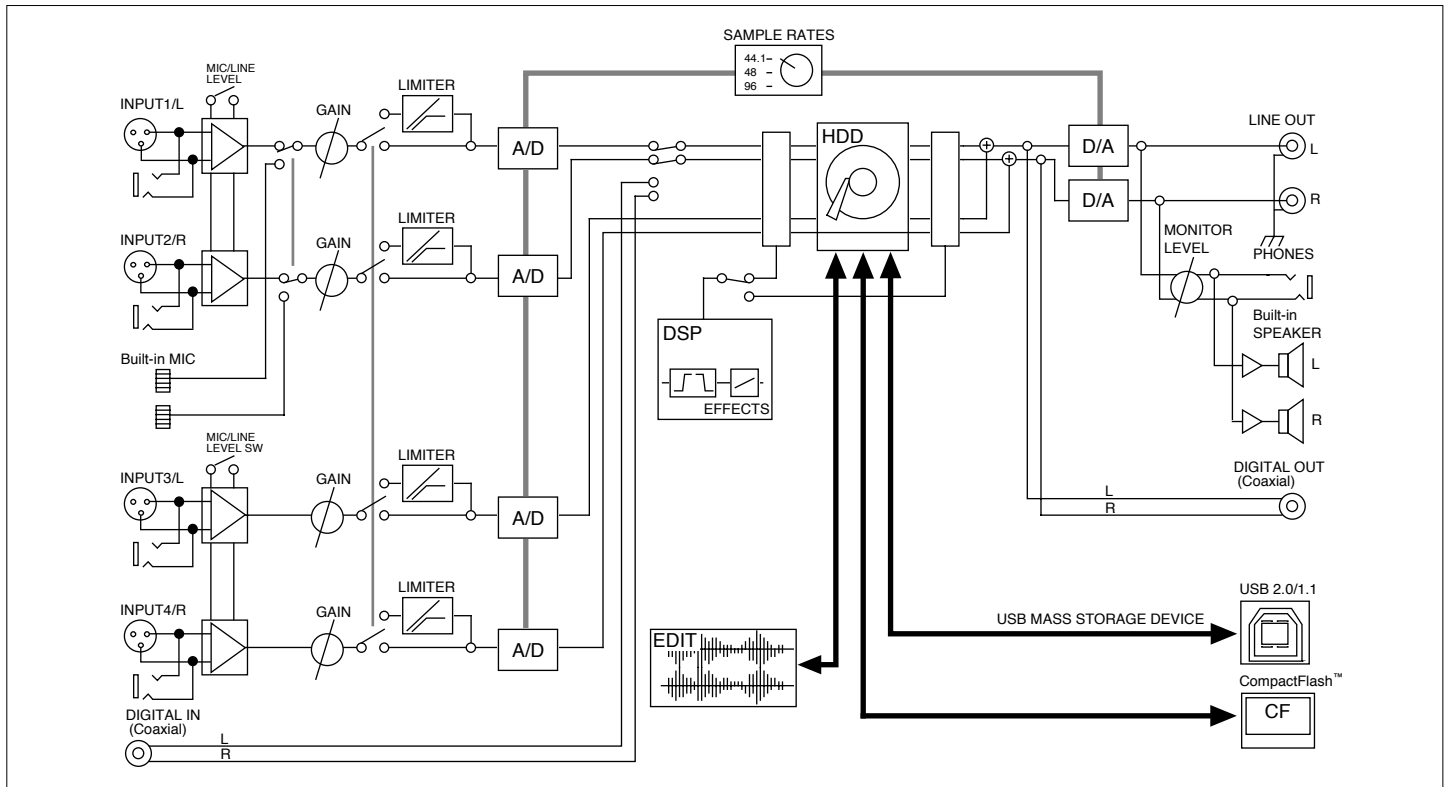 SAMPLE RATES
44.1
48
96
MIC/LINE
LEVEL
INPUT1/L
GAIN
LIMITER
A/D
HDD
D/A
LINE OUT
L
D/A
R
INPUT2/R
GAIN
LIMITER
A/D
MONITOR
LEVEL
PHONES
DSP
EFFECTS
Built-in
SPEAKER
L
R
Built-in MIC
MIC/LINE
LEVEL SW
INPUT3/L
GAIN
LIMITER
A/D
DIGITAL OUT
(Coaxial)
L
R
INPUT4/R
GAIN
LIMITER
A/D
EDIT
USB MASS STORAGE DEVICE
USB 2.0/1.1
CompactFlash™
CF
DIGITAL IN
(Coaxial)
L
R